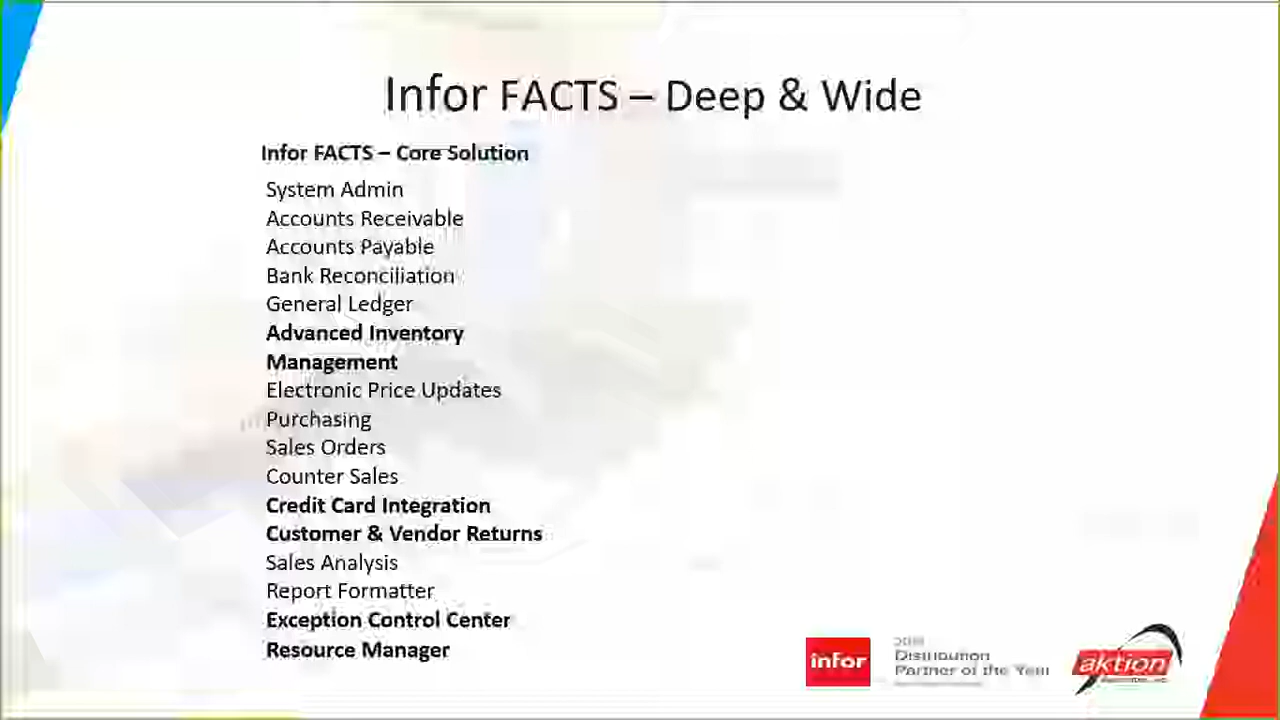 Infor FACTS – Deep & Wide
Infor FACTS – Core Solution
System Admin
Accounts Receivable
Accounts Payable
Bank Reconciliation
General Ledger
Advanced Inventory
Management
Electronic Price Updates
Purchasing
Sales Orders
Counter Sales
Credit Card Integration
Customer & Vendor Returns
Sales Analysis
Report Formatter
Exception Control Center
Resource Manager
infor
Distribution
Partner of the Year
aktion